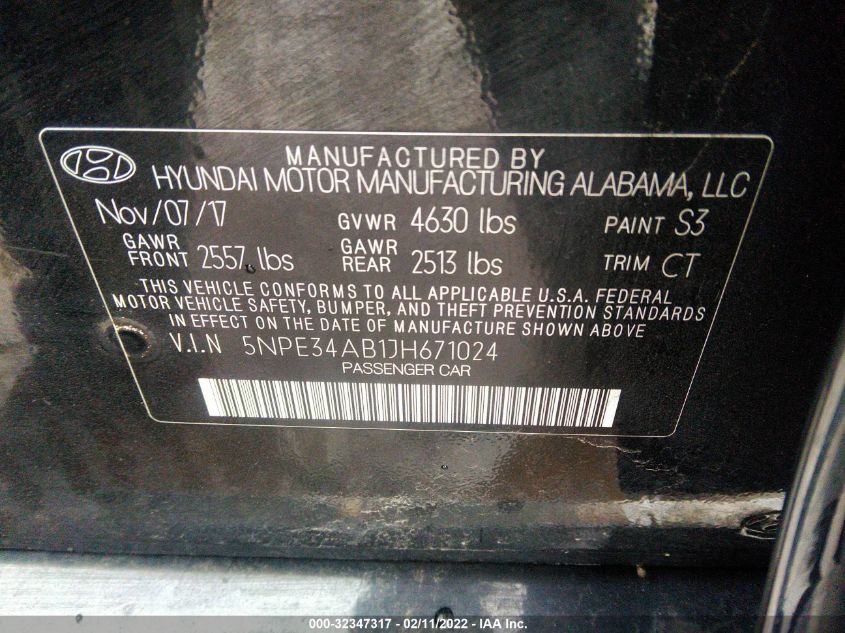 MANUFACTURED BY
HYUNDAI MOTOR MANUFACTURING ALABAMA, LLC
Nov/07/17 GVWR 4630 lbs PAINT S3
GAWR FRONT 2557 lbs GAWR REAR 2513 lbs TRIM CT
THIS VEHICLE CONFORMS TO ALL APPLICABLE U.S.A. FEDERAL
MOTOR VEHICLE SAFETY, BUMPER, AND THEFT PREVENTION STANDARDS
IN EFFECT ON THE DATE OF MANUFACTURE SHOWN ABOVE
V.I.N 5NPE34AB1JH671024
PASSENGER CAR
000-32347317 - 02/11/2022 - IAA Inc.